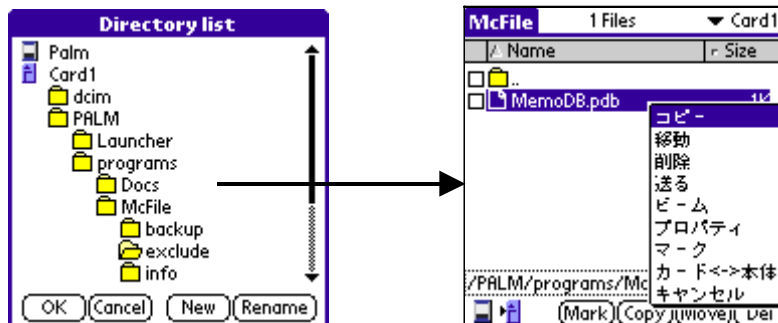 Directory list
Palm
Card1
dcim
PALM
Launcher
programs
Docs
McFile
backup
exclude
info
OK Cancel New Rename
McFile 1 Files Card1
Name Size
..
MemoDB.pdb
コピー
移動
削除
送る
ビーム
プロパティ
マーク
カード<->本体
キャンセル
/PALM/programs/Mc
Mark Copy Move Del